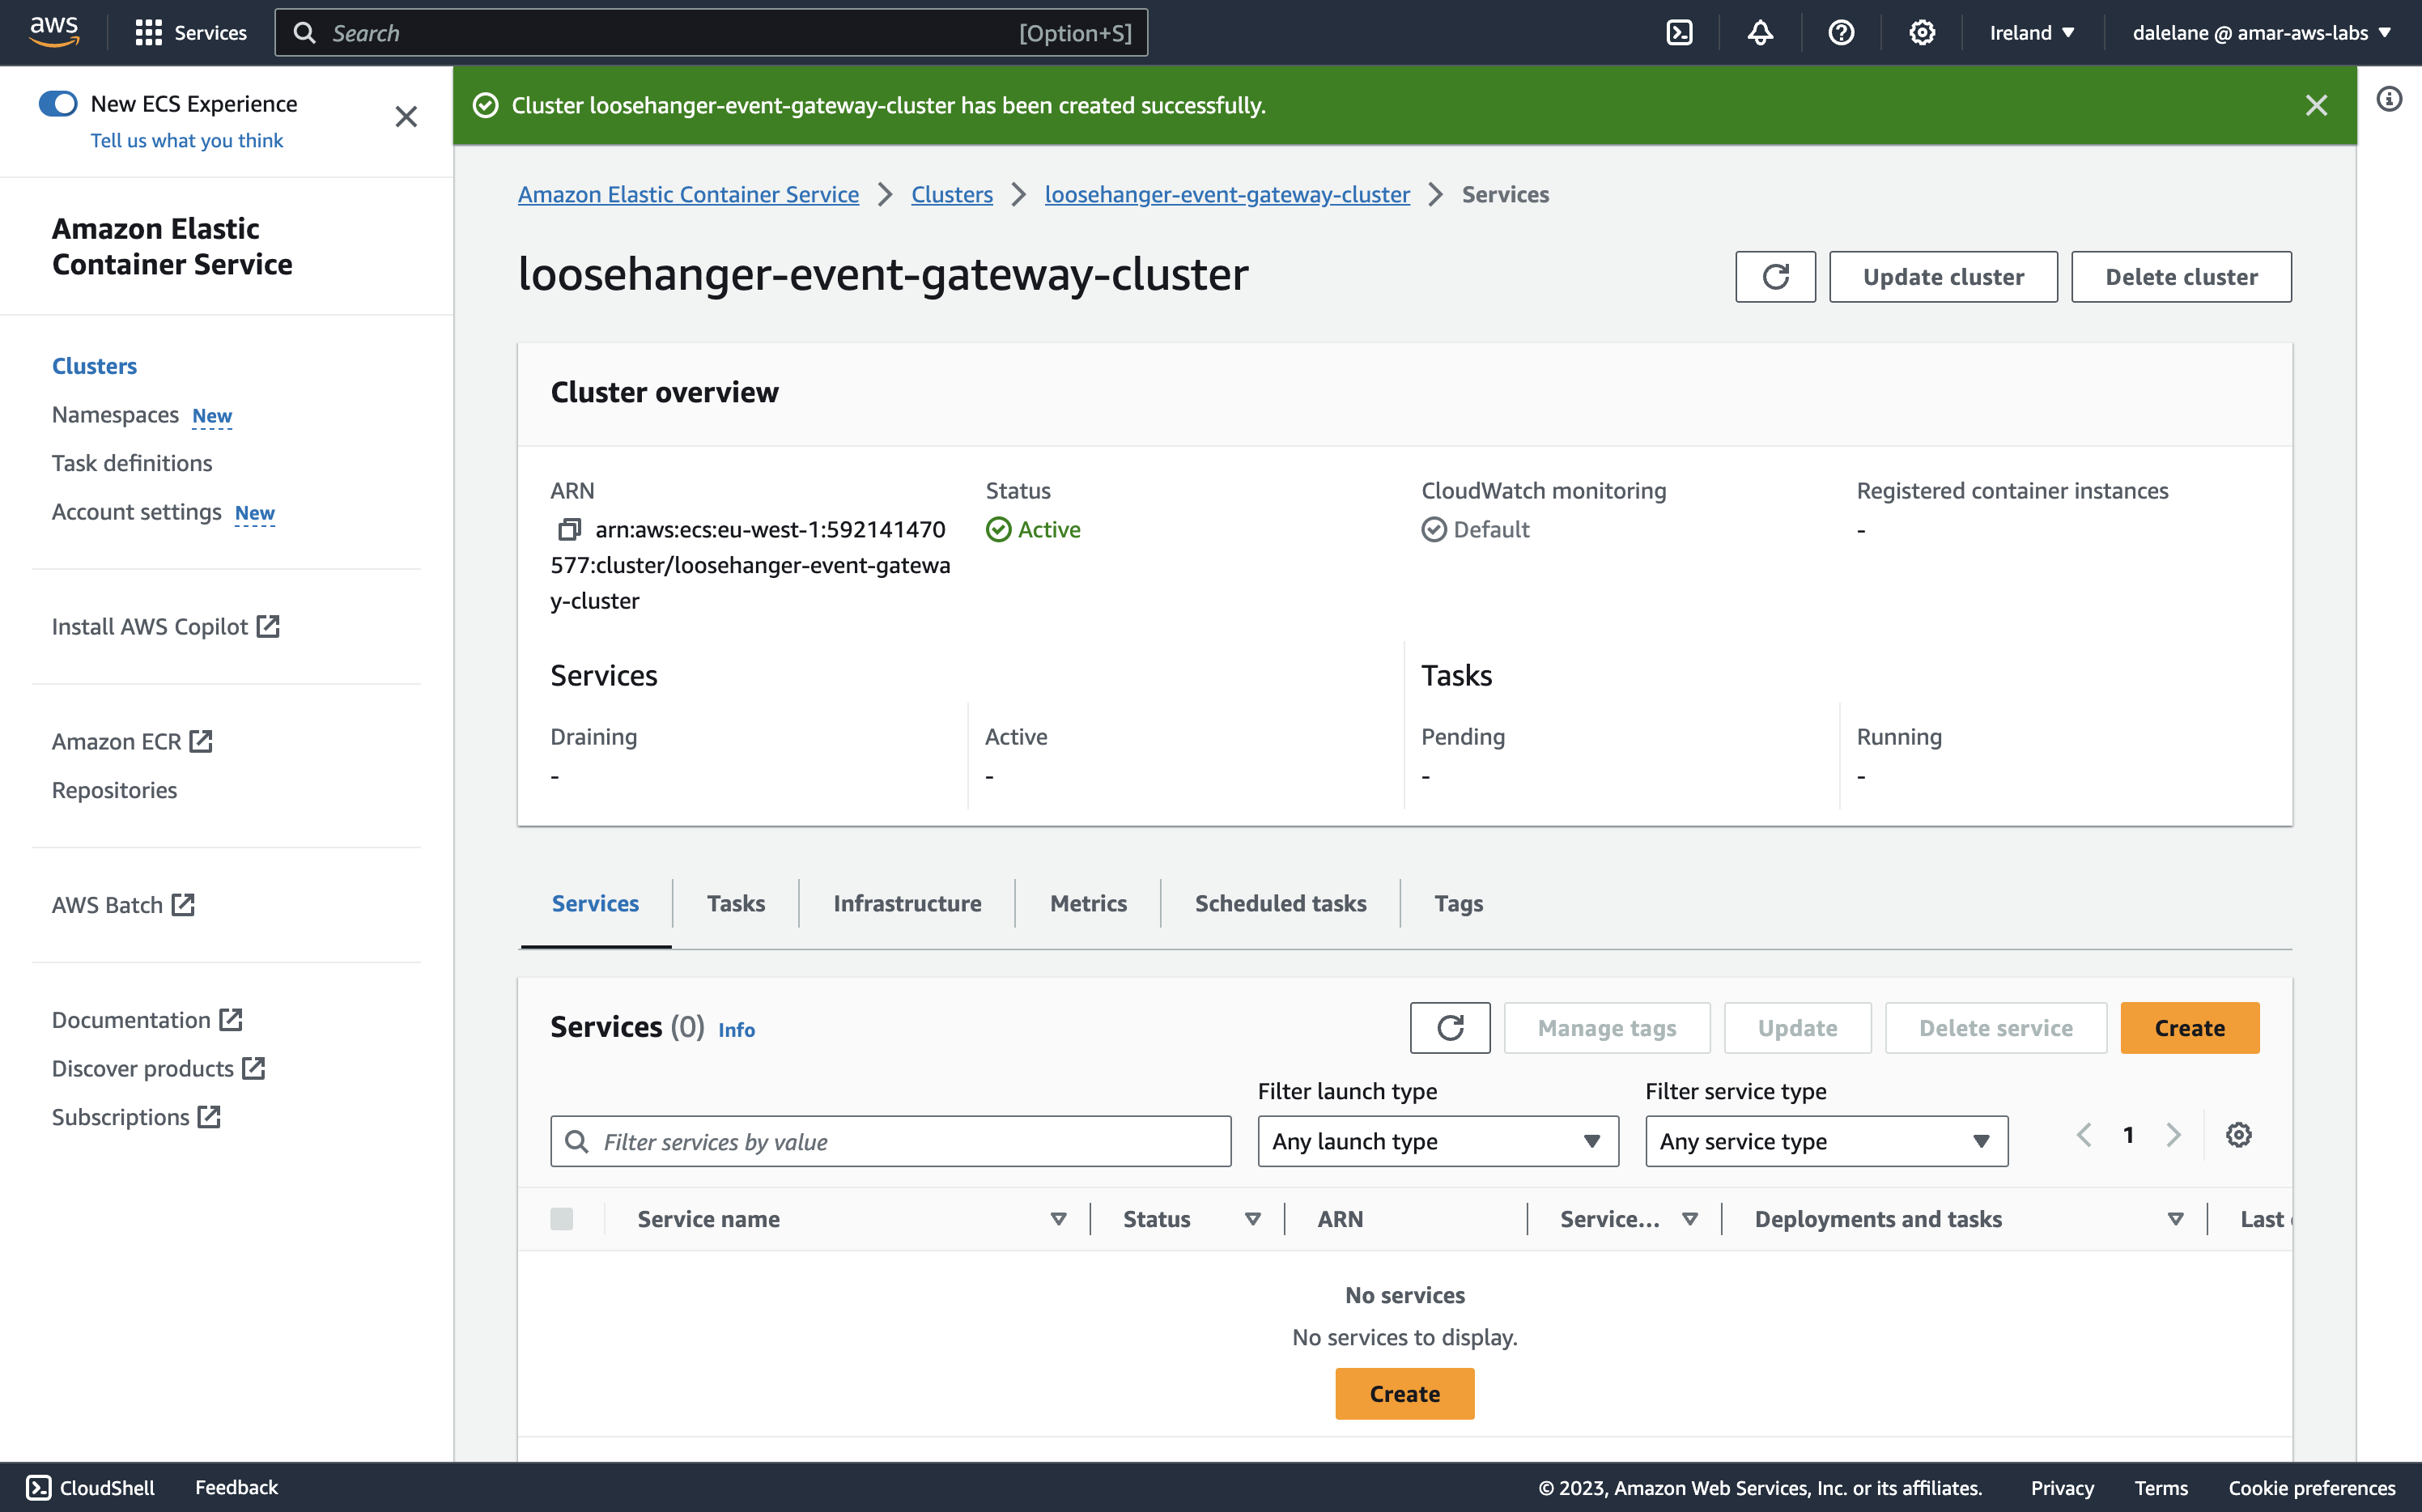 aws
Services
Search
[Option+S]
Ireland
dalelane @ amar-aws-labs
New ECS Experience
Tell us what you think
Cluster loosehanger-event-gateway-cluster has been created successfully.
Amazon Elastic
Container Service
Clusters
Namespaces New
Task definitions
Account settings New
Install AWS Copilot
Amazon ECR
Repositories
AWS Batch
Documentation
Discover products
Subscriptions
Amazon Elastic Container Service
Clusters
loosehanger-event-gateway-cluster
Services
loosehanger-event-gateway-cluster
Update cluster
Delete cluster
Cluster overview
ARN
arn:aws:ecs:eu-west-1:592141470
577:cluster/loosehanger-event-gatewa
y-cluster
Status
Active
CloudWatch monitoring
Default
Registered container instances
-
Services
Draining
-
Active
-
Tasks
Pending
-
Running
-
Services
Tasks
Infrastructure
Metrics
Scheduled tasks
Tags
Services (0) Info
Manage tags
Update
Delete service
Create
Filter launch type
Filter service type
Filter services by value
Any launch type
Any service type
1
Service name
Status
ARN
Service...
Deployments and tasks
Last
No services
No services to display.
Create
CloudShell
Feedback
© 2023, Amazon Web Services, Inc. or its affiliates.
Privacy
Terms
Cookie preferences